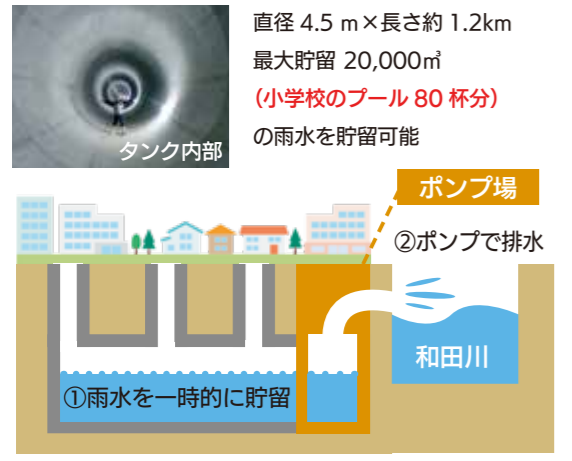 直径 4.5 m×長さ約 1.2km
最大貯留 20,000㎥
（小学校のプール 80 杯分）
の雨水を貯留可能
タンク内部
ポンプ場
②ポンプで排水
和田川
①雨水を一時的に貯留